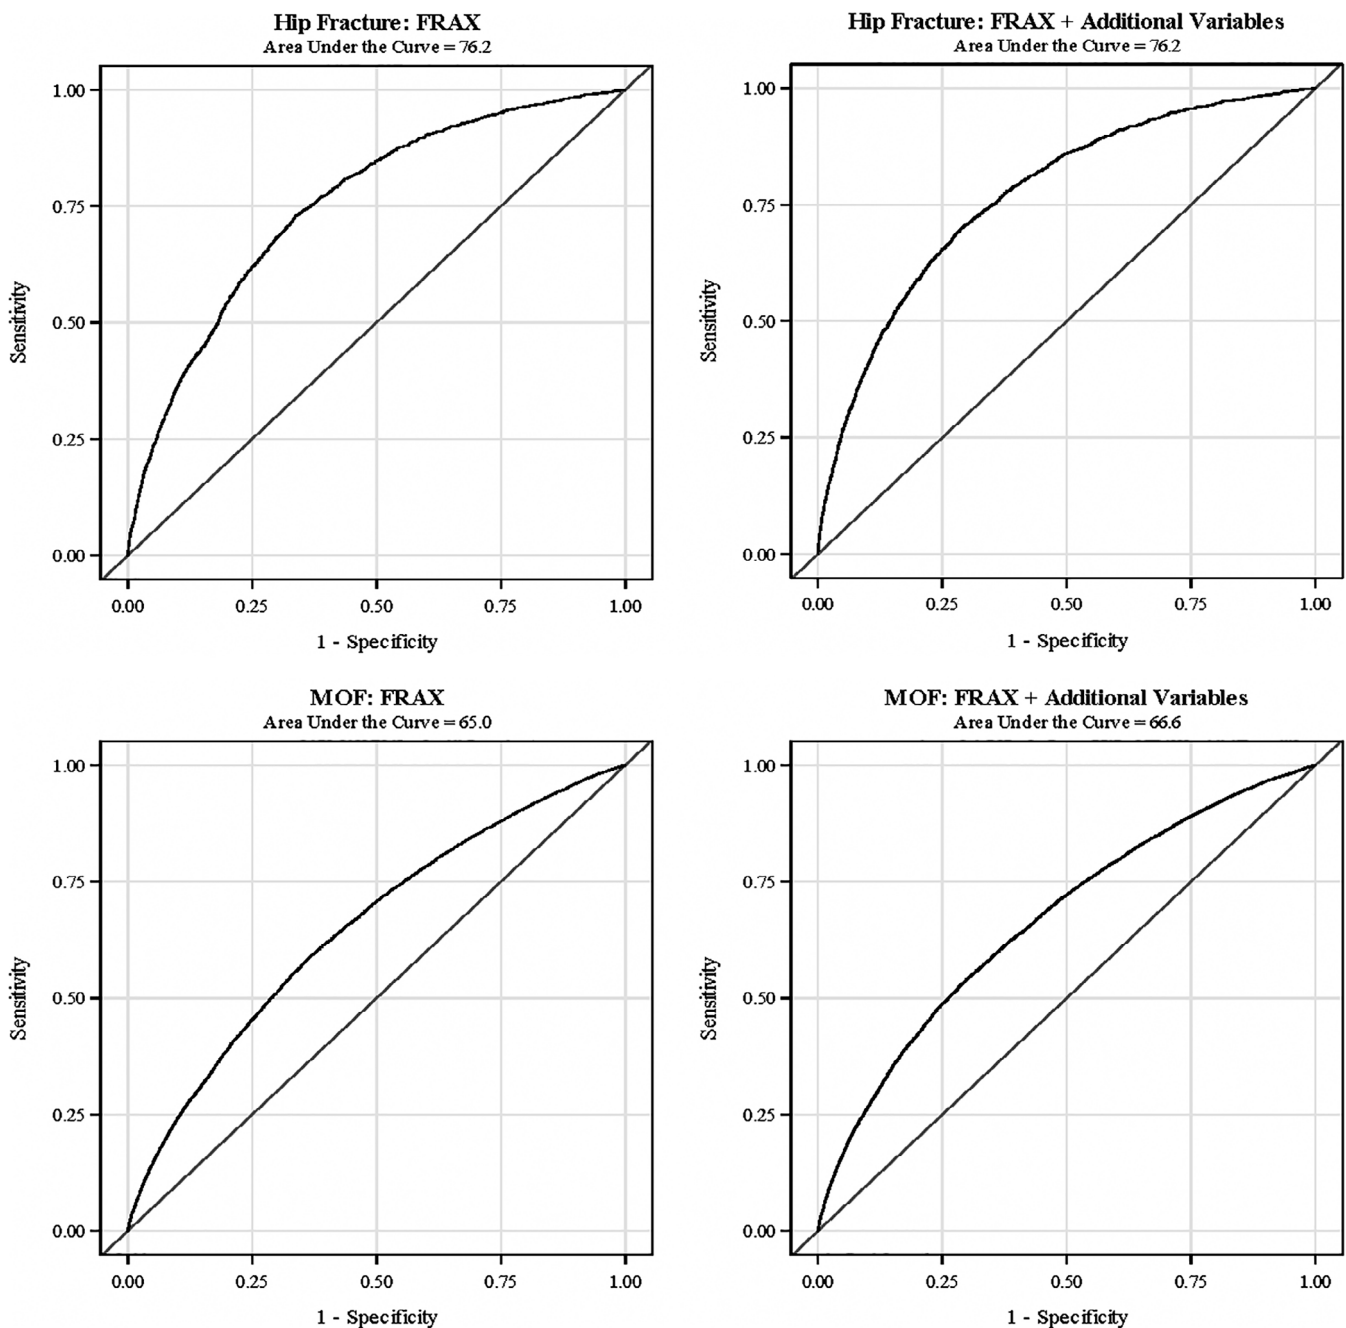 Hip Fracture: FRAX
Area Under the Curve = 76.2
1.00
0.75
0.50
0.25
0.00
Sensitivity
0.00 0.25 0.50 0.75 1.00
1 - Specificity
Hip Fracture: FRAX + Additional Variables
Area Under the Curve = 76.2
1.00
0.75
0.50
0.25
0.00
Sensitivity
0.00 0.25 0.50 0.75 1.00
1 - Specificity
MOF: FRAX
Area Under the Curve = 65.0
1.00
0.75
0.50
0.25
0.00
Sensitivity
0.00 0.25 0.50 0.75 1.00
1 - Specificity
MOF: FRAX + Additional Variables
Area Under the Curve = 66.6
1.00
0.75
0.50
0.25
0.00
Sensitivity
0.00 0.25 0.50 0.75 1.00
1 - Specificity